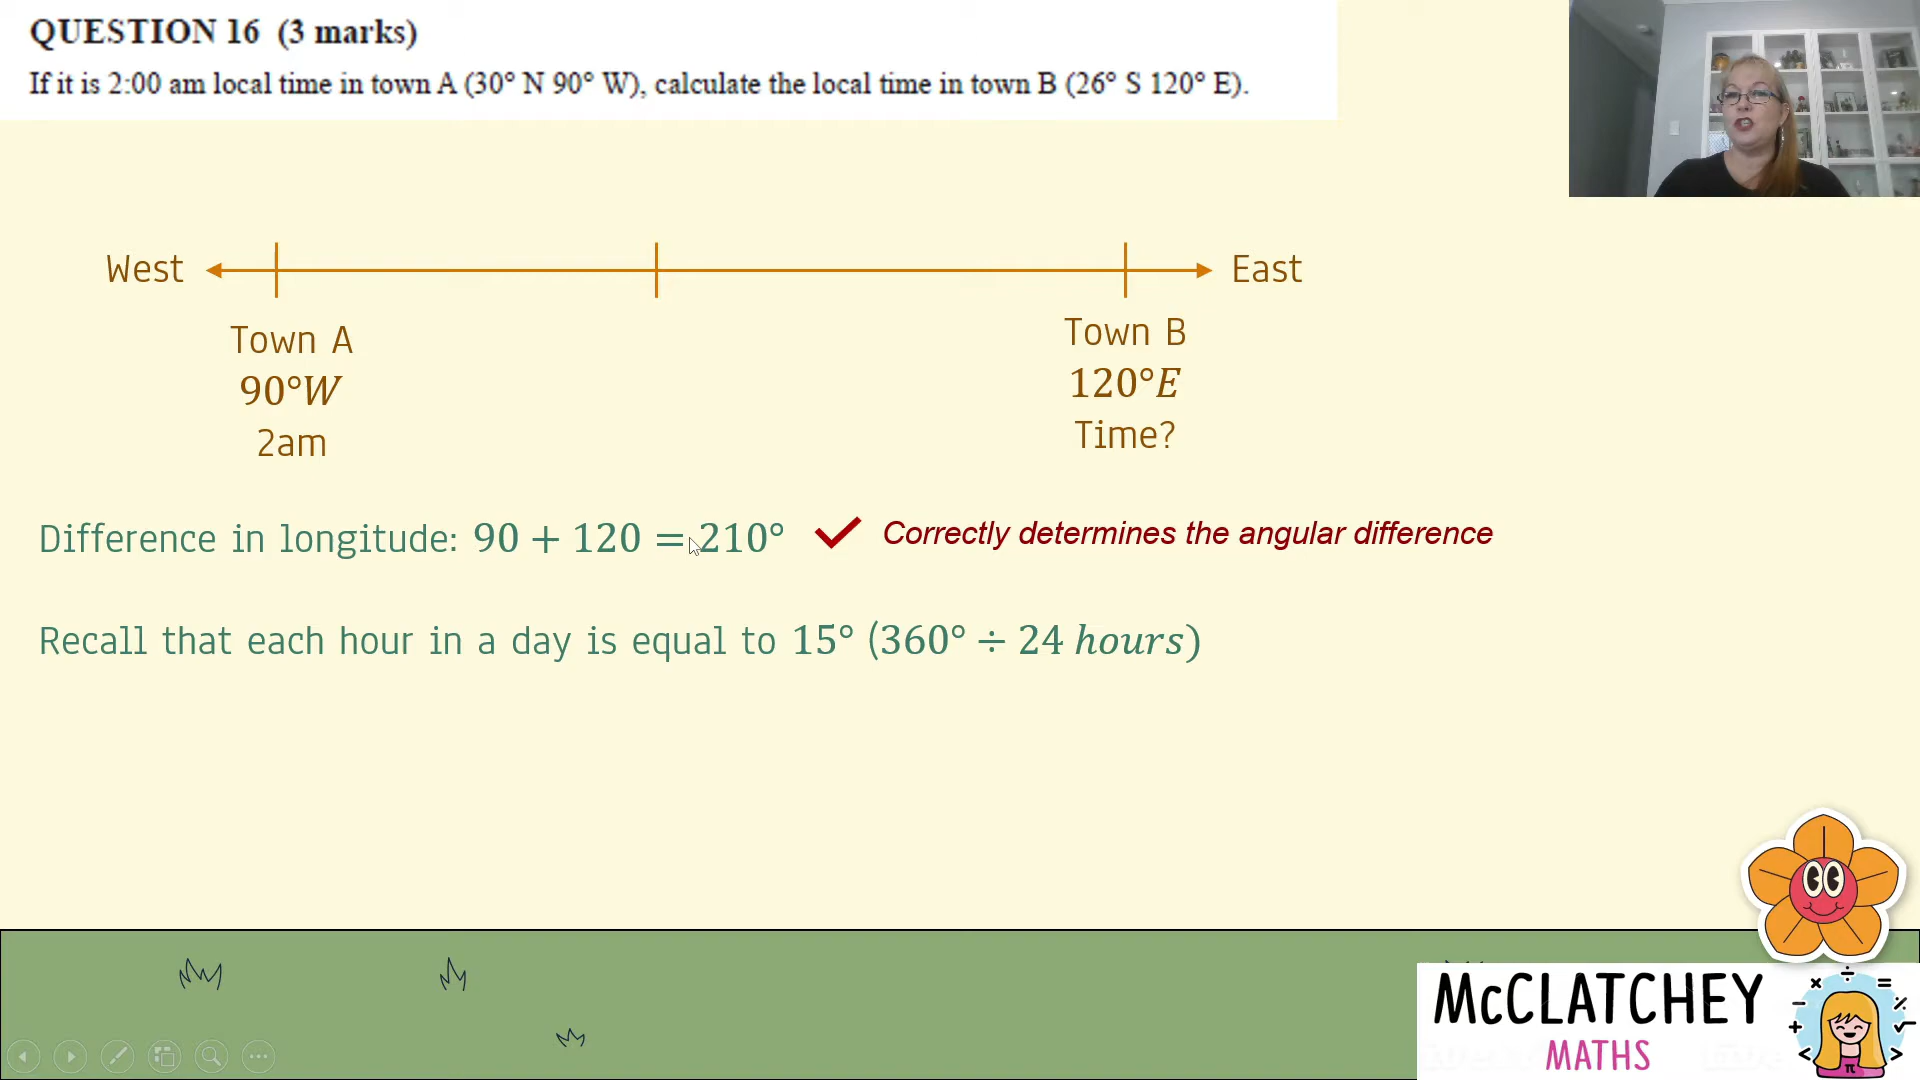 QUESTION 16 (3 marks)
If it is 2:00 am local time in town A (30° N 90° W), calculate the local time in town B (26° S 120° E).
West
East
Town A
90°W
2am
Town B
120°E
Time?
Difference in longitude: 90 + 120 = 210°
Correctly determines the angular difference
Recall that each hour in a day is equal to 15° (360° ÷ 24 hours)
McCLATCHEY
MATHS